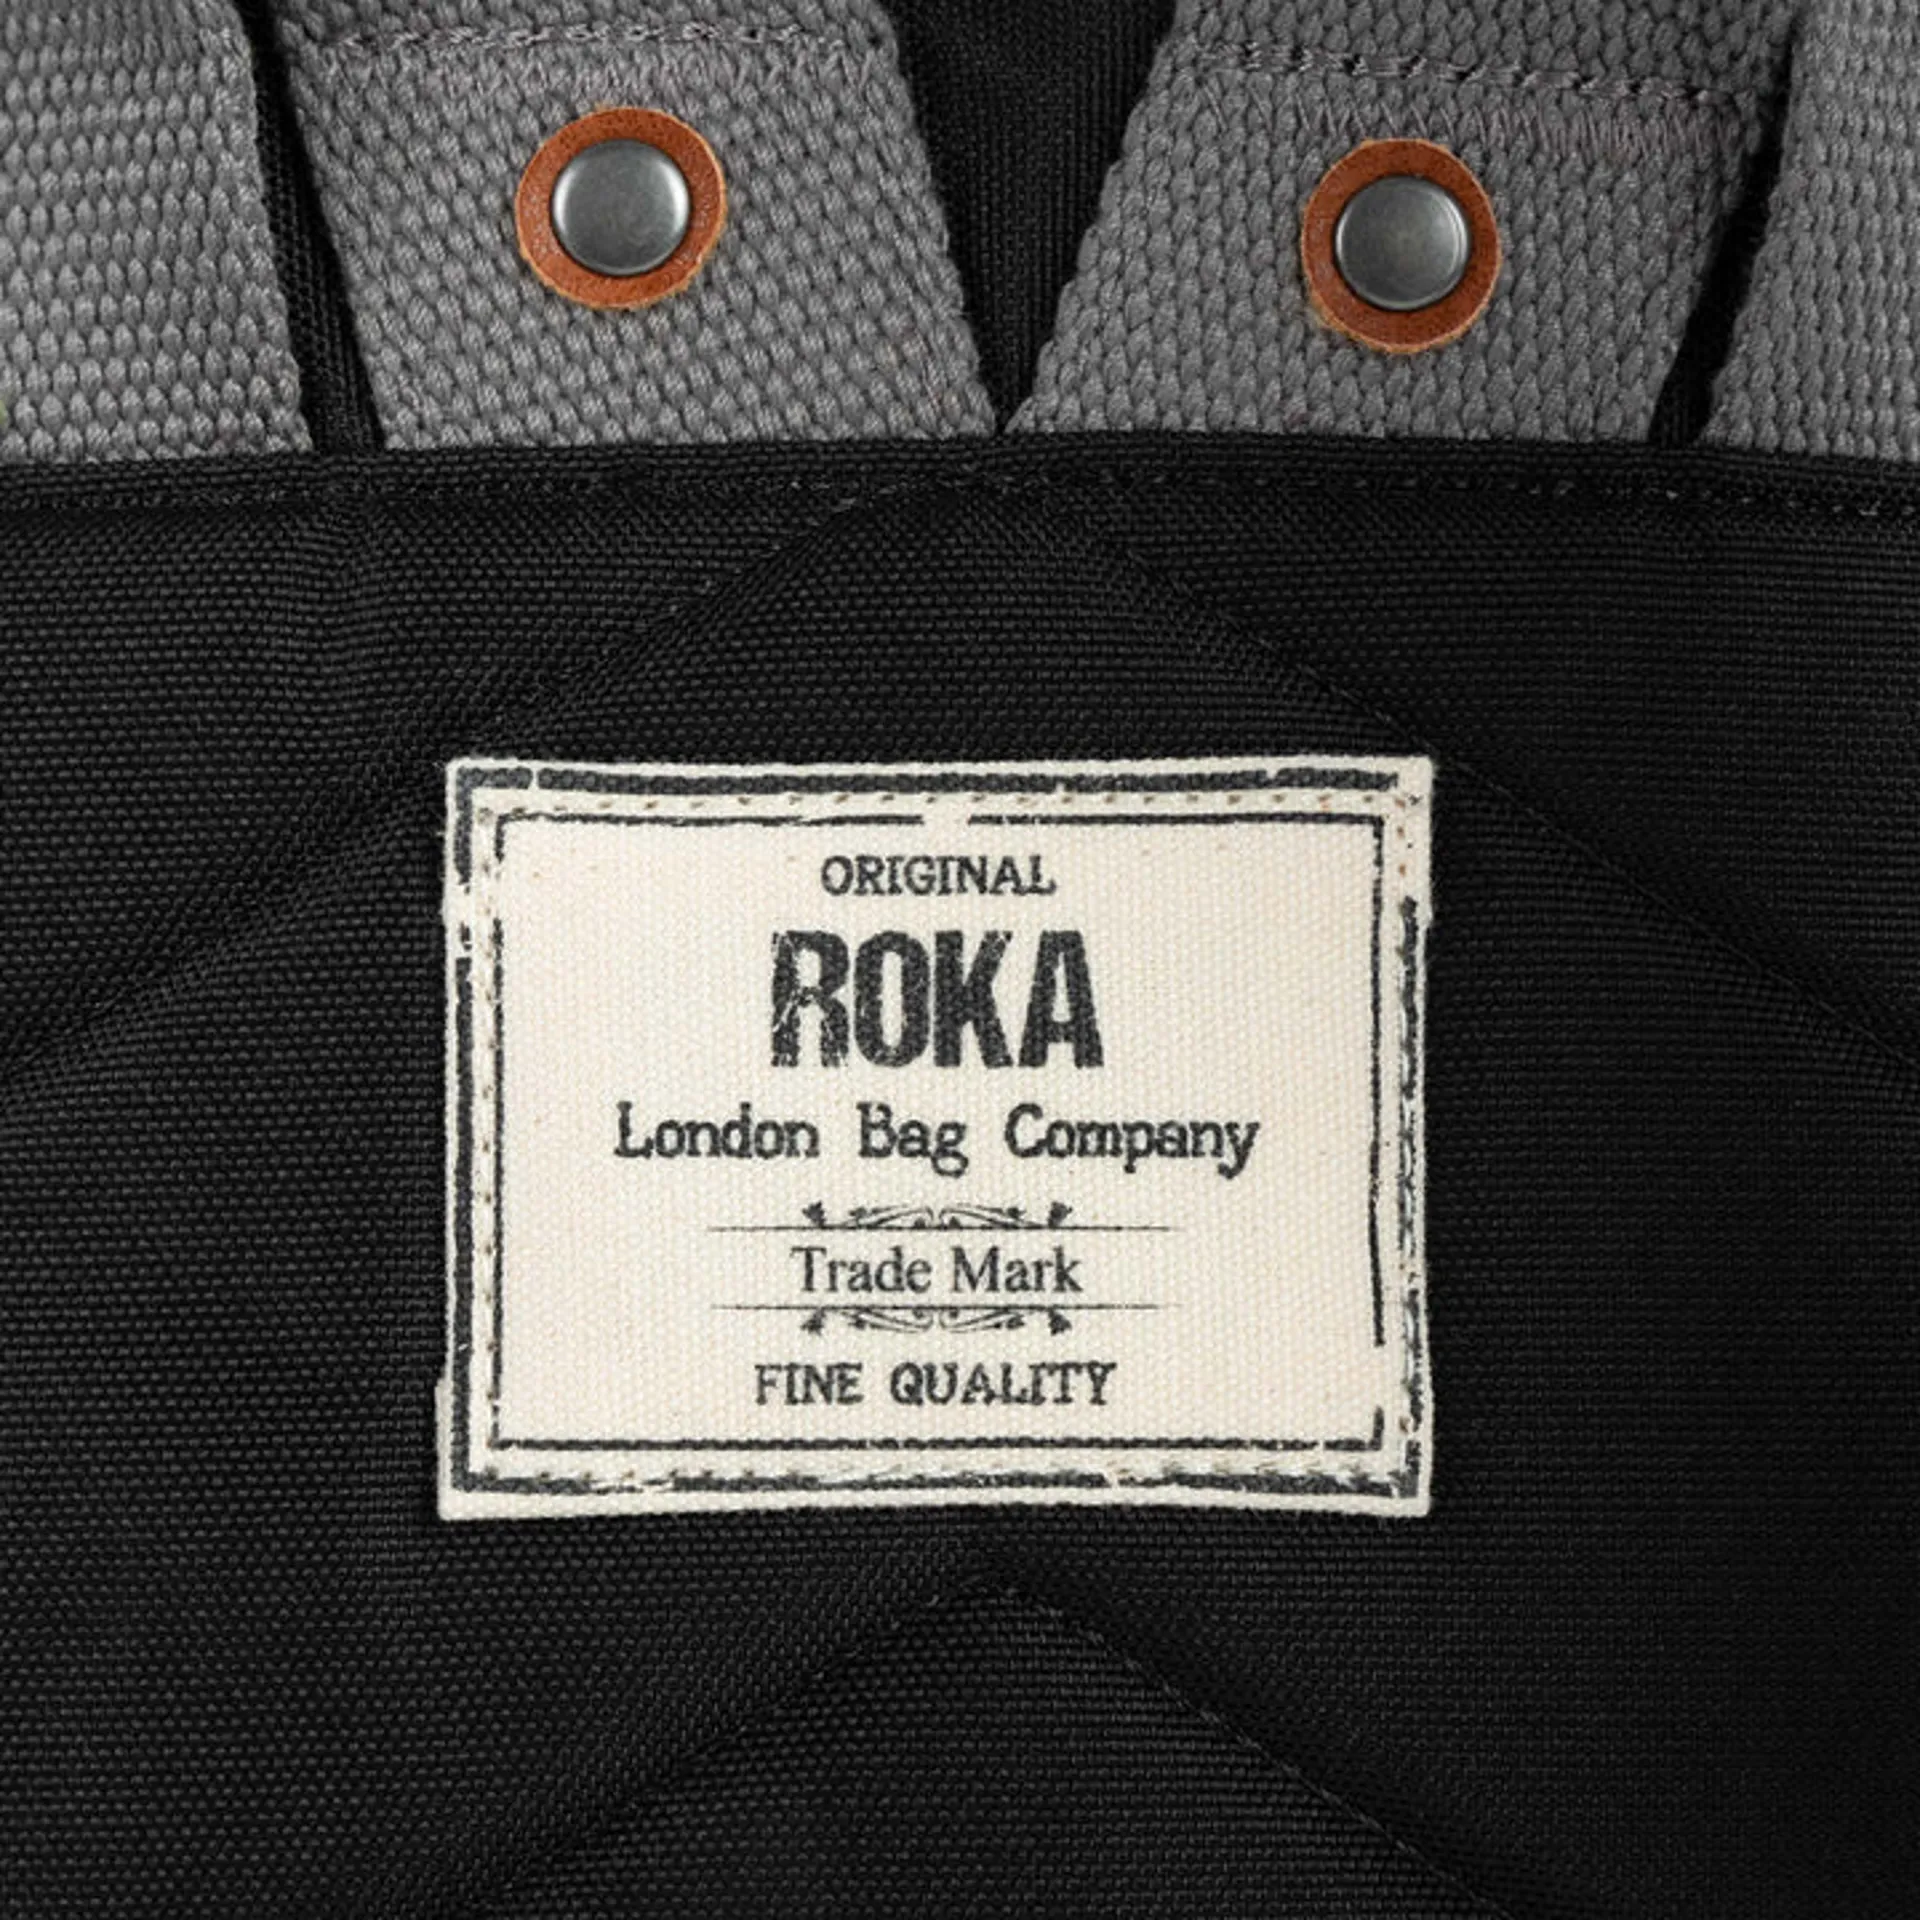 ORIGINAL
ROKA
London Bag Company
Trade Mark
FINE QUALITY